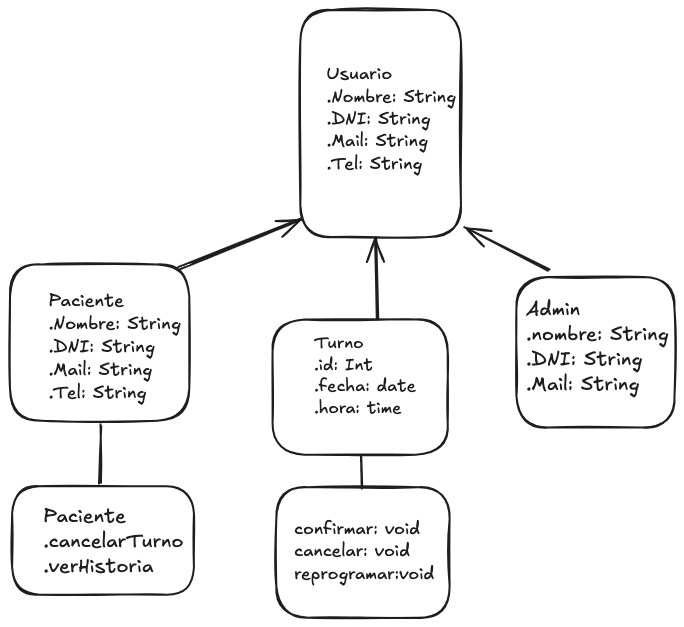 Usuario
.Nombre: String
.DNI: String
.Mail: String
.Tel: String
Paciente
.Nombre: String
.DNI: String
.Mail: String
.Tel: String
Turno
.id: Int
.fecha: date
.hora: time
Admin
.nombre: String
.DNI: String
.Mail: String
Paciente
.cancelarTurno
.verHistoria
confirmar: void
cancelar: void
reprogramar:void